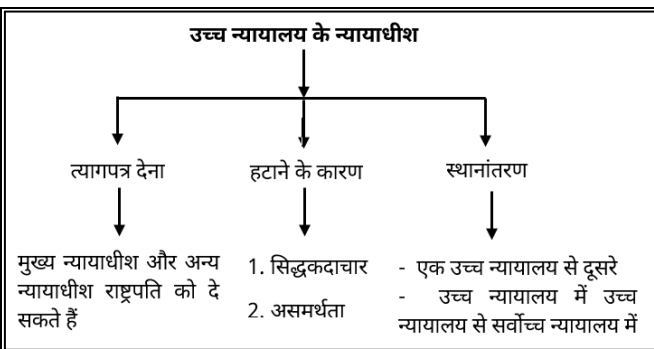 उच्च न्यायालय के न्यायाधीश
त्यागपत्र देना
हटाने के कारण
स्थानांतरण
मुख्य न्यायाधीश और अन्य
न्यायाधीश राष्ट्रपति को दे
सकते हैं
1. सिद्धकदाचार
2. असमर्थता
- एक उच्च न्यायालय से दूसरे
- उच्च न्यायालय में उच्च
न्यायालय से सर्वोच्च न्यायालय में